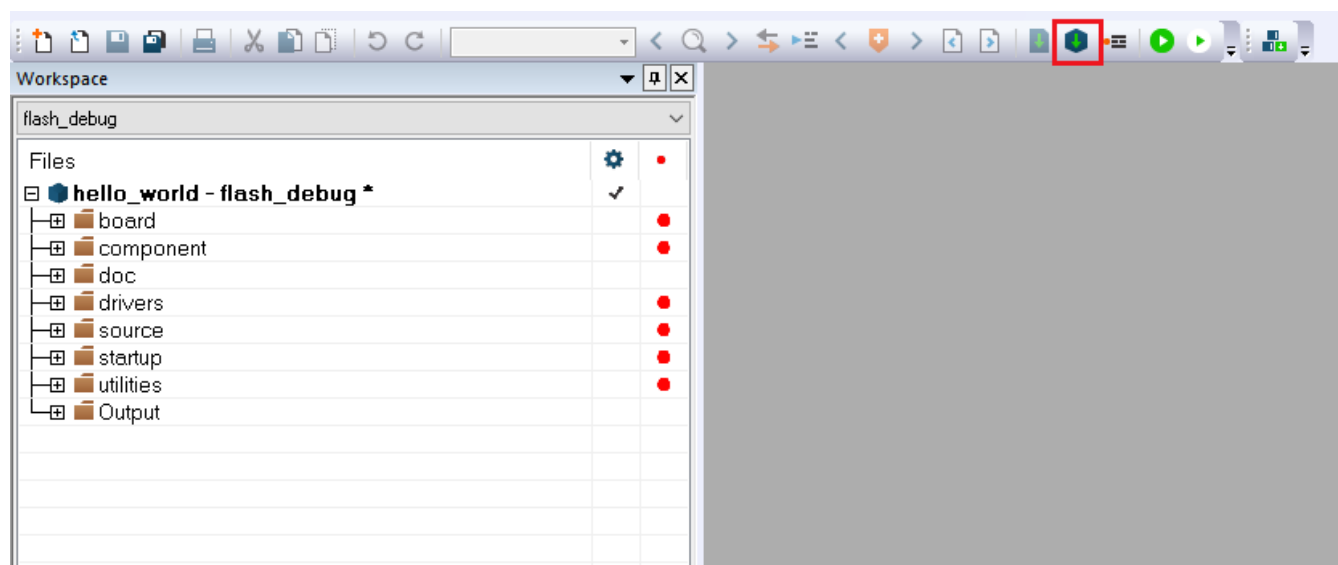 Workspace
flash_debug
Files
hello_world - flash_debug *
board
component
doc
drivers
source
startup
utilities
Output